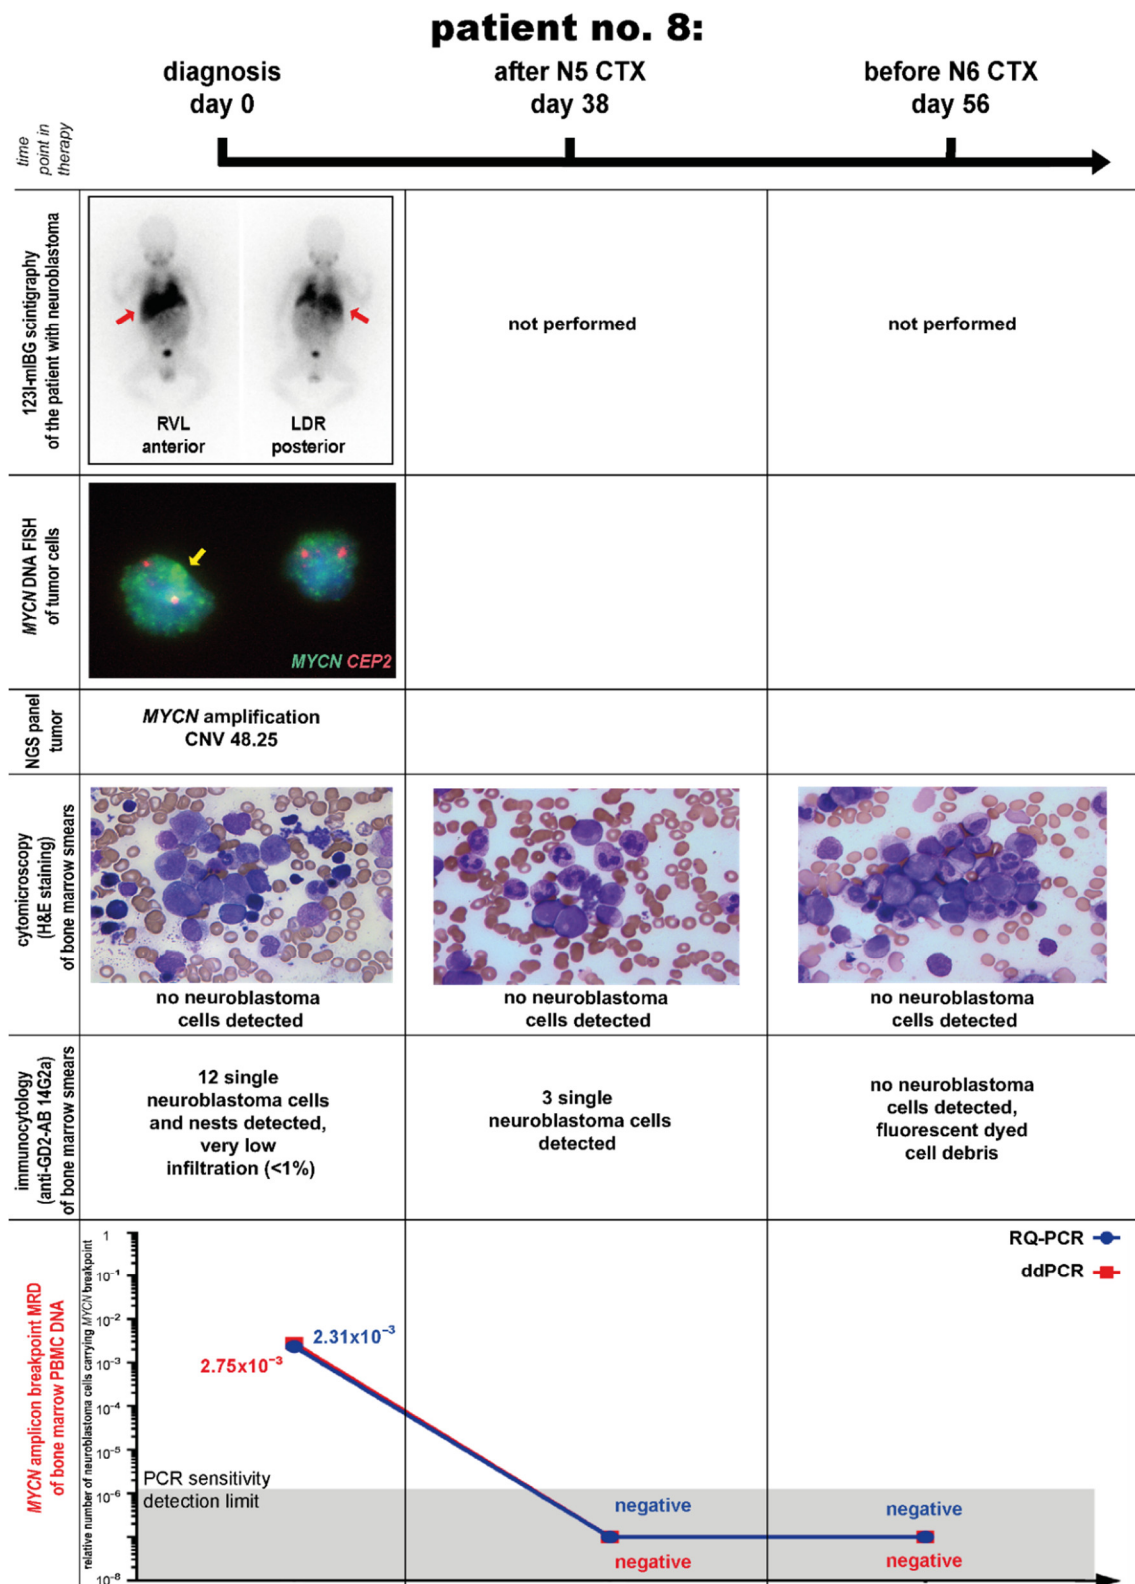 patient no. 8:
diagnosis
day 0
after N5 CTX
day 38
before N6 CTX
day 56
time
point in
therapy
123I-mIBG scintigraphy
of the patient with neuroblastoma
RVL
anterior
LDR
posterior
not performed
not performed
MYCN DNA FISH
of tumor cells
MYCN CEP2
NGS panel
tumor
MYCN amplification
CNV 48.25
cytomicroscopy
(H&E staining)
of bone marrow smears
no neuroblastoma
cells detected
no neuroblastoma
cells detected
no neuroblastoma
cells detected
immunocytology
(anti-GD2-AB 14G2a)
of bone marrow smears
12 single
neuroblastoma cells
and nests detected,
very low
infiltration (<1%)
3 single
neuroblastoma cells
detected
no neuroblastoma
cells detected,
fluorescent dyed
cell debris
MYCN amplicon breakpoint MRD
of bone marrow PBMC DNA
relative number of neuroblastoma cells carrying MYCN breakpoint
1
10⁻¹
10⁻²
10⁻³
10⁻⁴
10⁻⁵
10⁻⁶
10⁻⁸
RQ-PCR
ddPCR
2.31x10⁻³
2.75x10⁻³
PCR sensitivity
detection limit
negative
negative
negative
negative